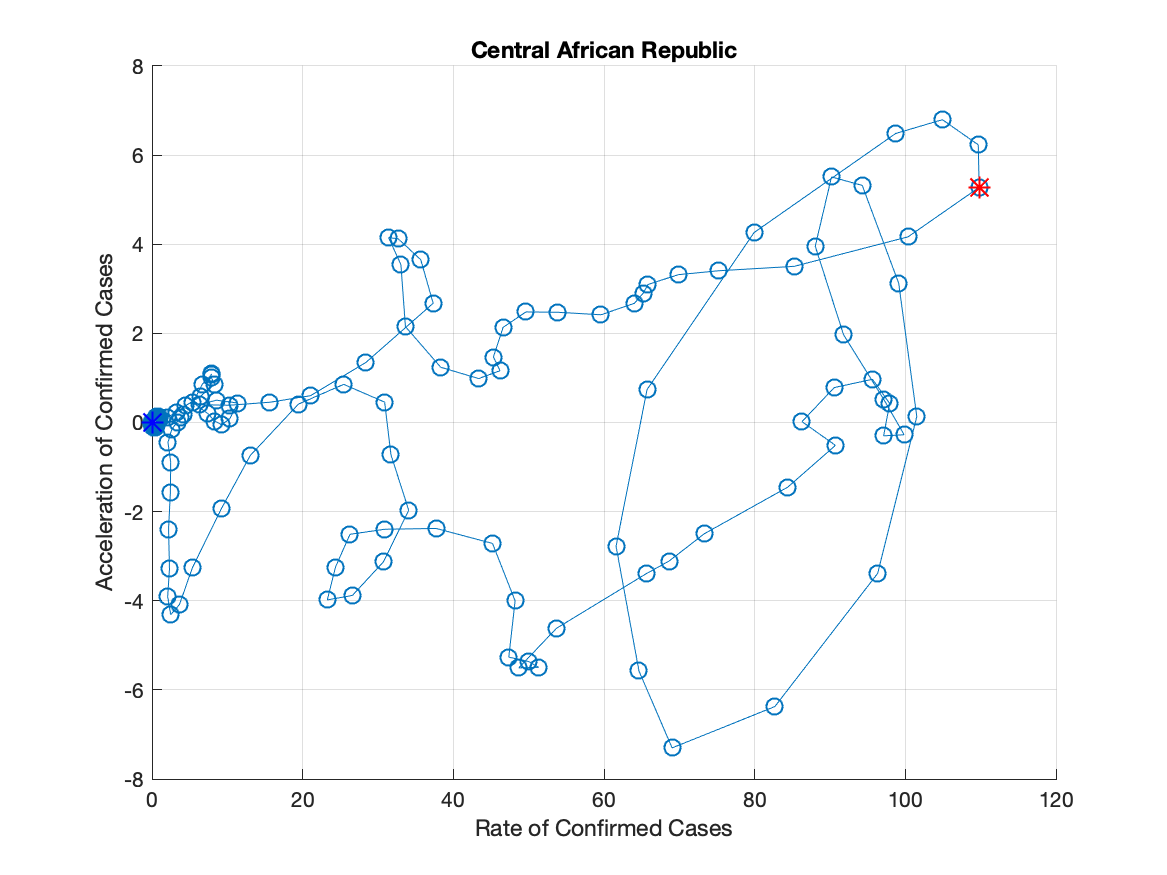 Central African Republic
Acceleration of Confirmed Cases
8
6
4
2
0
-2
-4
-6
-8
0 20 40 60 80 100 120
Rate of Confirmed Cases